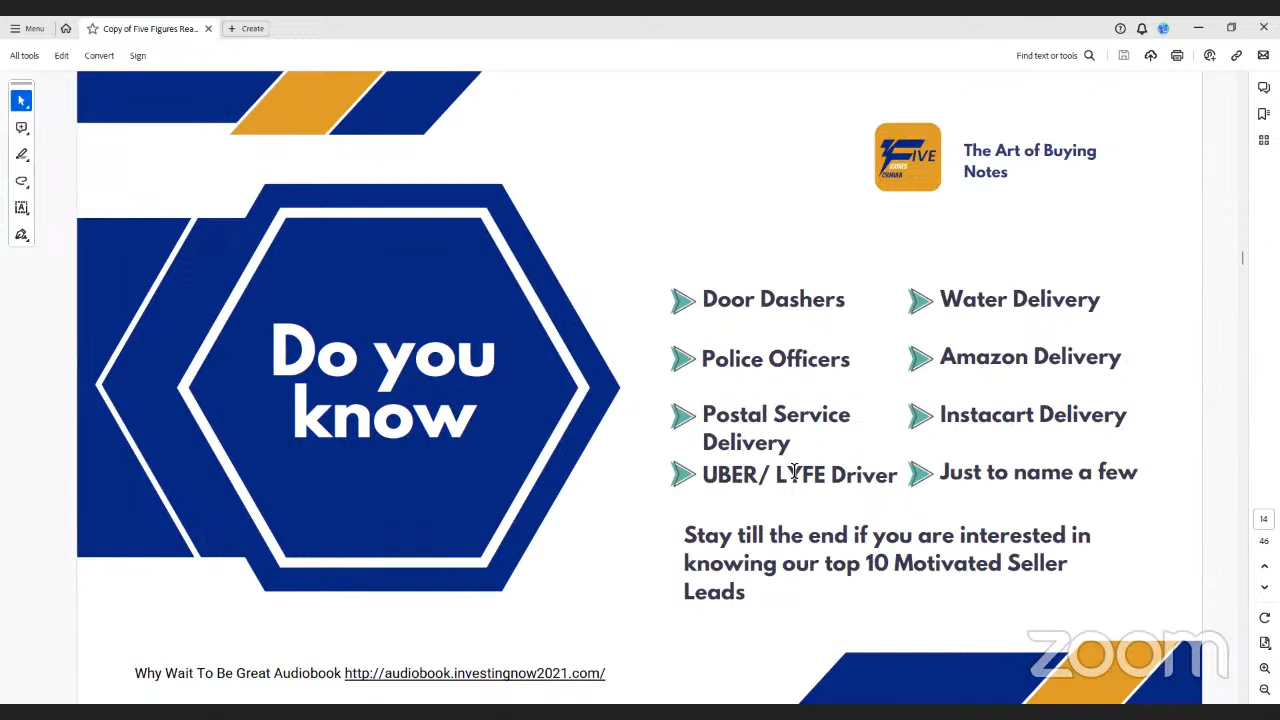 Menu
Copy of Five Figures Rea...
Create
All tools
Edit
Convert
Sign
Find text or tools
FIVE
The Art of Buying
Notes
Do you
know
Door Dashers
Water Delivery
Police Officers
Amazon Delivery
Postal Service
Delivery
Instacart Delivery
UBER/ LYFE Driver
Just to name a few
Stay till the end if you are interested in
knowing our top 10 Motivated Seller
Leads
Why Wait To Be Great Audiobook http://audiobook.investingnow2021.com/
14
46
zoom